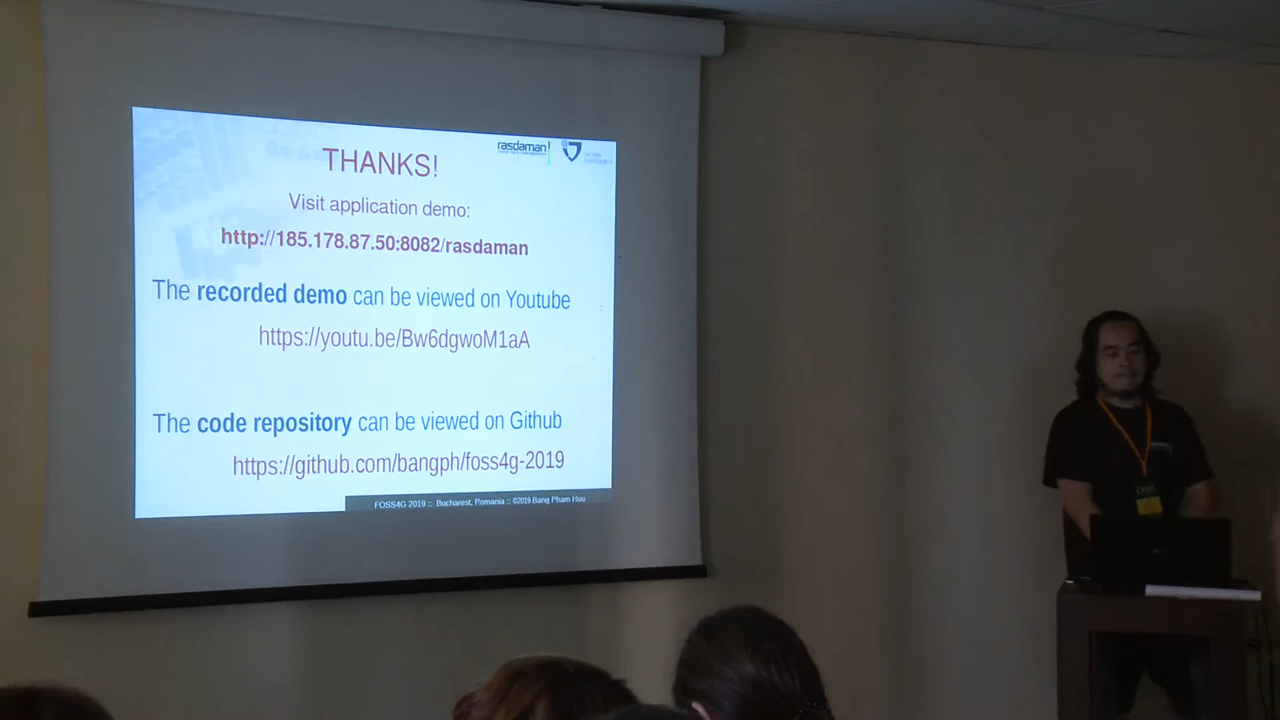 rasdaman
THANKS!
Visit application demo:
http://185.178.87.50:8082/rasdaman
The recorded demo can be viewed on Youtube
https://youtu.be/Bw6dgwoM1aA
The code repository can be viewed on Github
https://github.com/bangph/foss4g-2019
FOSS4G 2019 :: Bucharest, Romania :: ©2019 Bang Pham Huu